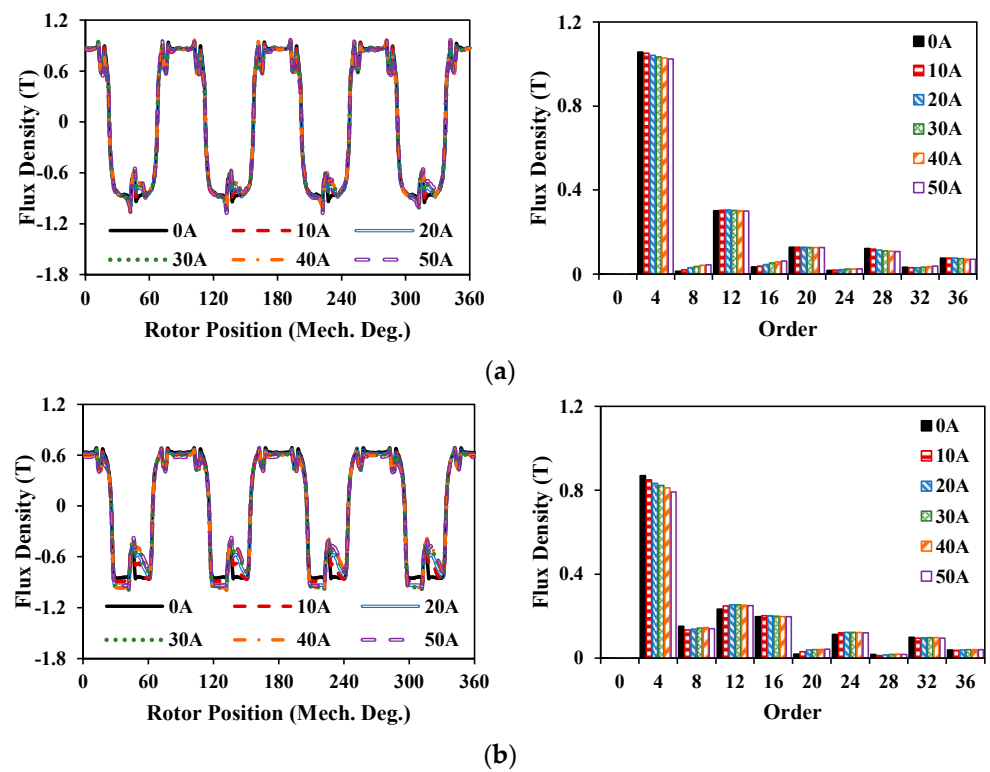 1.2
0.6
0
-0.6
-1.2
-1.8
Flux Density (T)
0A 10A 20A
30A 40A 50A
0 60 120 180 240 300 360
Rotor Position (Mech. Deg.)
1.2
0.8
0.4
0
Flux Density (T)
0A
10A
20A
30A
40A
50A
0 4 8 12 16 20 24 28 32 36
Order
(a)
1.2
0.6
0
-0.6
-1.2
-1.8
Flux Density (T)
0A 10A 20A
30A 40A 50A
0 60 120 180 240 300 360
Rotor Position (Mech. Deg.)
1.2
0.8
0.4
0
Flux Density (T)
0A
10A
20A
30A
40A
50A
0 4 8 12 16 20 24 28 32 36
Order
(b)